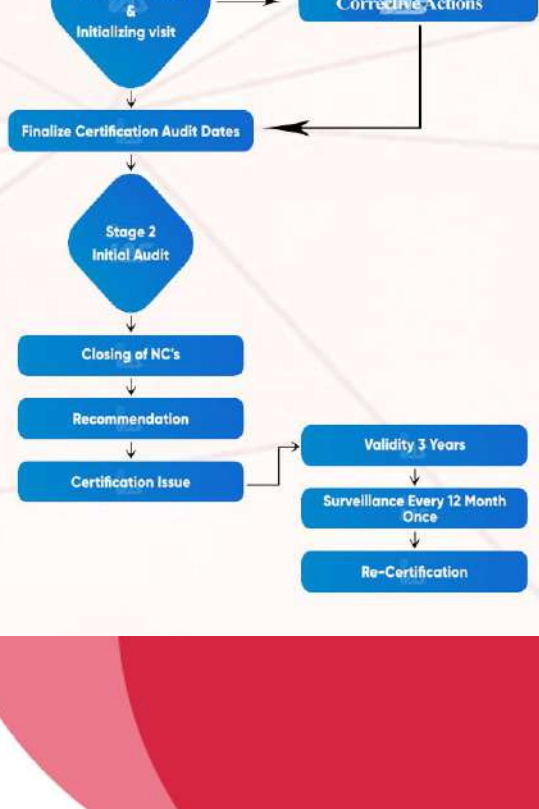 &
Initializing visit
Corrective Actions
Finalize Certification Audit Dates
Stage 2
Initial Audit
Closing of NC's
Recommendation
Certification Issue
Validity 3 Years
Surveillance Every 12 Month
Once
Re-Certification